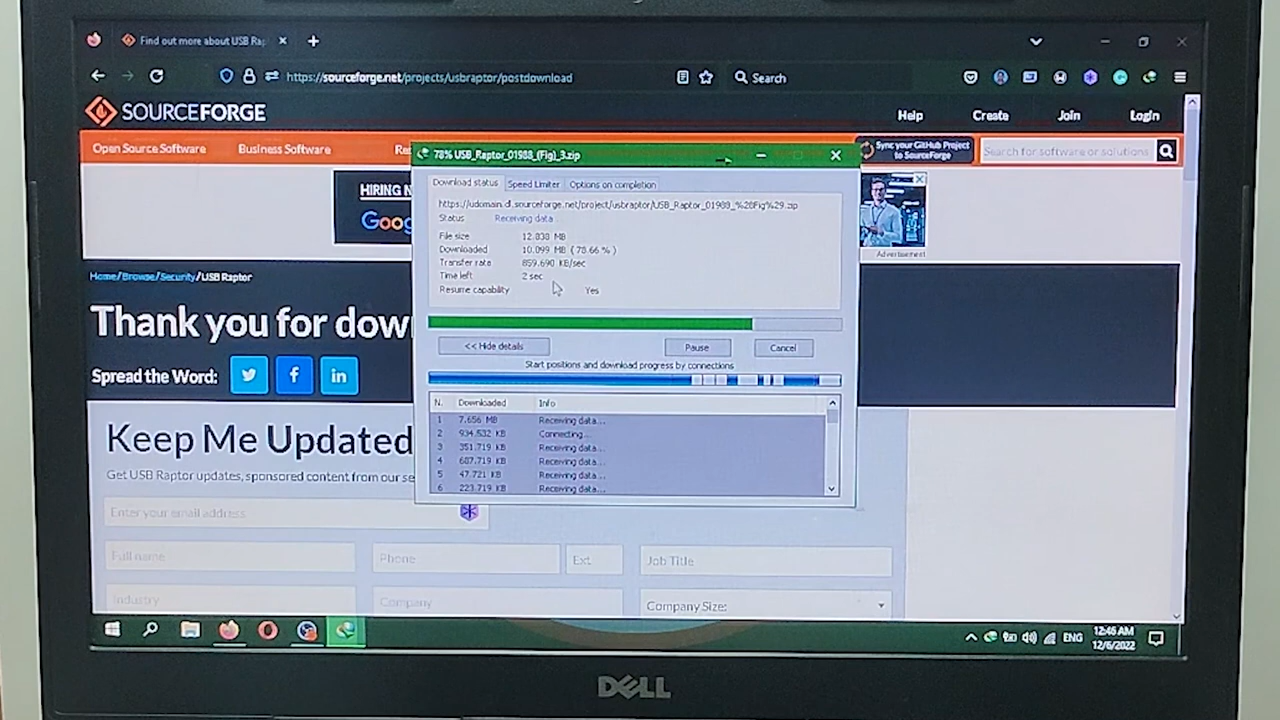 Find out more about USB Rap
https://sourceforge.net/projects/usbraptor/postdownload
Search
SOURCEFORGE
Help
Create
Join
Login
Open Source Software
Business Software
Re
Sync your GitHub Project
to SourceForge
Search for software or solutions
HIRING N
Goog
Advertisement
78% USB_Raptor_01988_(Fig)_3.zip
Download status
Speed Limiter
Options on completion
https://udomain.dl.sourceforge.net/project/usbraptor/USB_Raptor_01988_%28Fig%29.zip
Status Receiving data...
File size 12.838 MB
Downloaded 10.099 MB ( 78.66 % )
Transfer rate 859.690 KB/sec
Time left 2 sec
Resume capability Yes
<< Hide details
Pause
Cancel
Start positions and download progress by connections
N. Downloaded Info
1 7.656 MB Receiving data...
2 934.532 KB Connecting...
3 351.719 KB Receiving data...
4 687.719 KB Receiving data...
5 47.721 KB Receiving data...
6 223.719 KB Receiving data...
Home/Browse/Security/USB Raptor
Thank you for dow
Spread the Word:
Keep Me Updated
Get USB Raptor updates, sponsored content from our se
Enter your email address
Full name
Phone
Ext
Job Title
Industry
Company
Company Size:
ENG
12:46 AM
12/6/2022
DELL